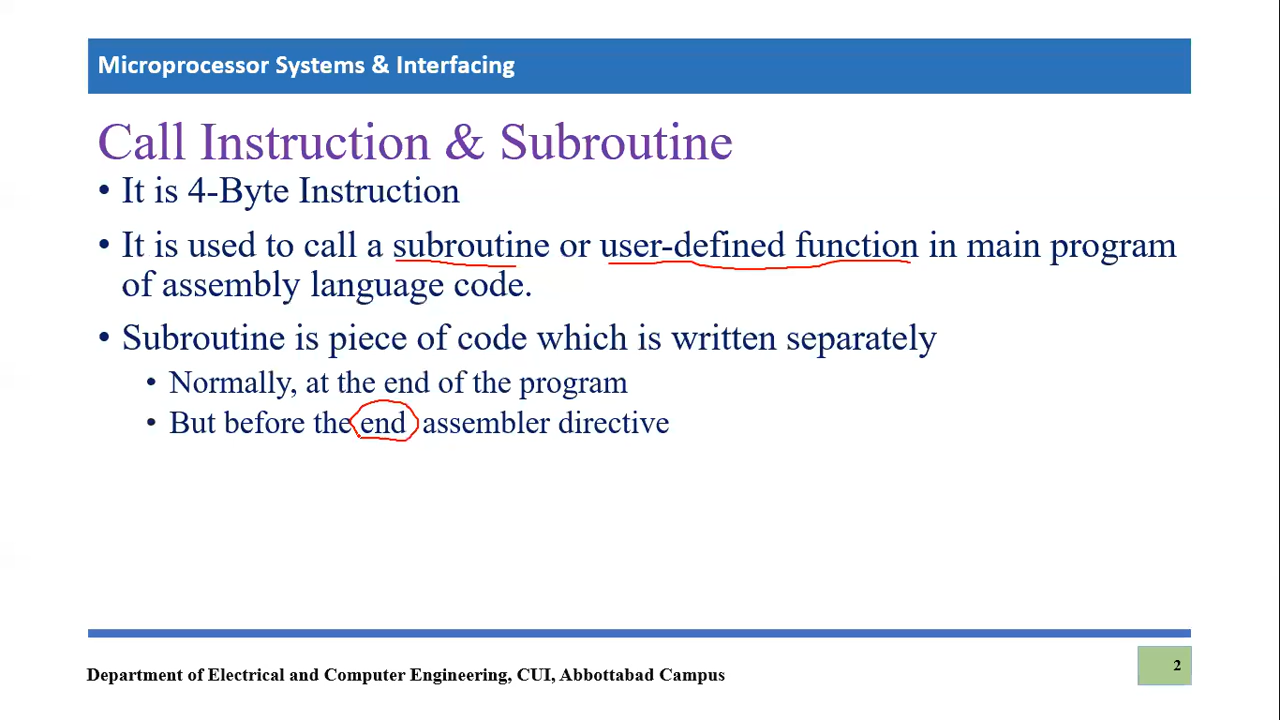 Microprocessor Systems & Interfacing
Call Instruction & Subroutine
• It is 4-Byte Instruction
• It is used to call a subroutine or user-defined function in main program
of assembly language code.
• Subroutine is piece of code which is written separately
• Normally, at the end of the program
• But before the end assembler directive
Department of Electrical and Computer Engineering, CUI, Abbottabad Campus
2